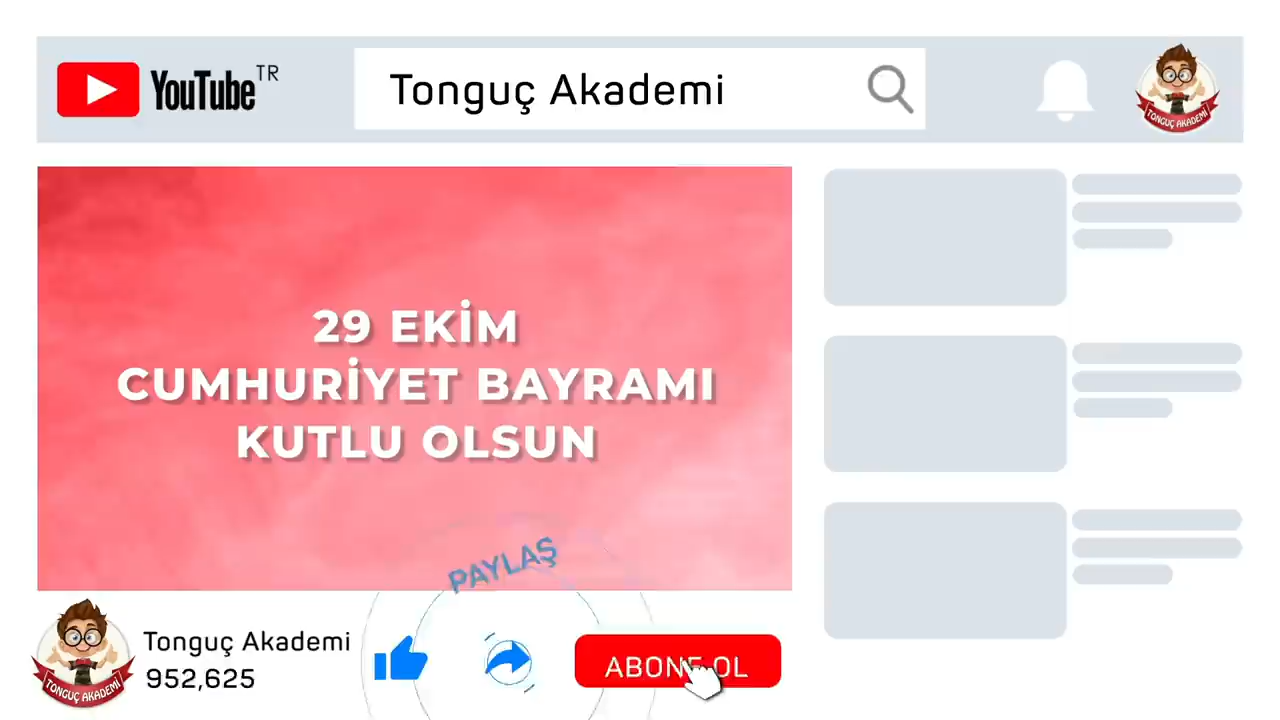 YouTube TR
Tonguç Akademi
TONGUÇ AKADEMİ
29 EKİM
CUMHURİYET BAYRAMI
KUTLU OLSUN
PAYLAŞ
Tonguç Akademi
952,625
TONGUÇ AKADEMİ
ABONE OL